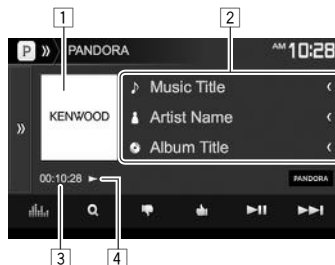 1 2
P » PANDORA AM 10:28
♪ Music Title
KENWOOD
Artist Name
Album Title
»
00:10:28 ►
PANDORA
3 4